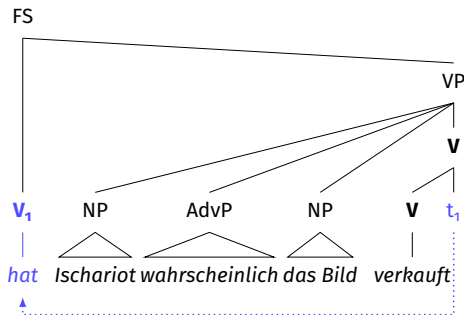 FS
VP
V
V₁ NP AdvP NP V t₁
hat Ischariot wahrscheinlich das Bild verkauft